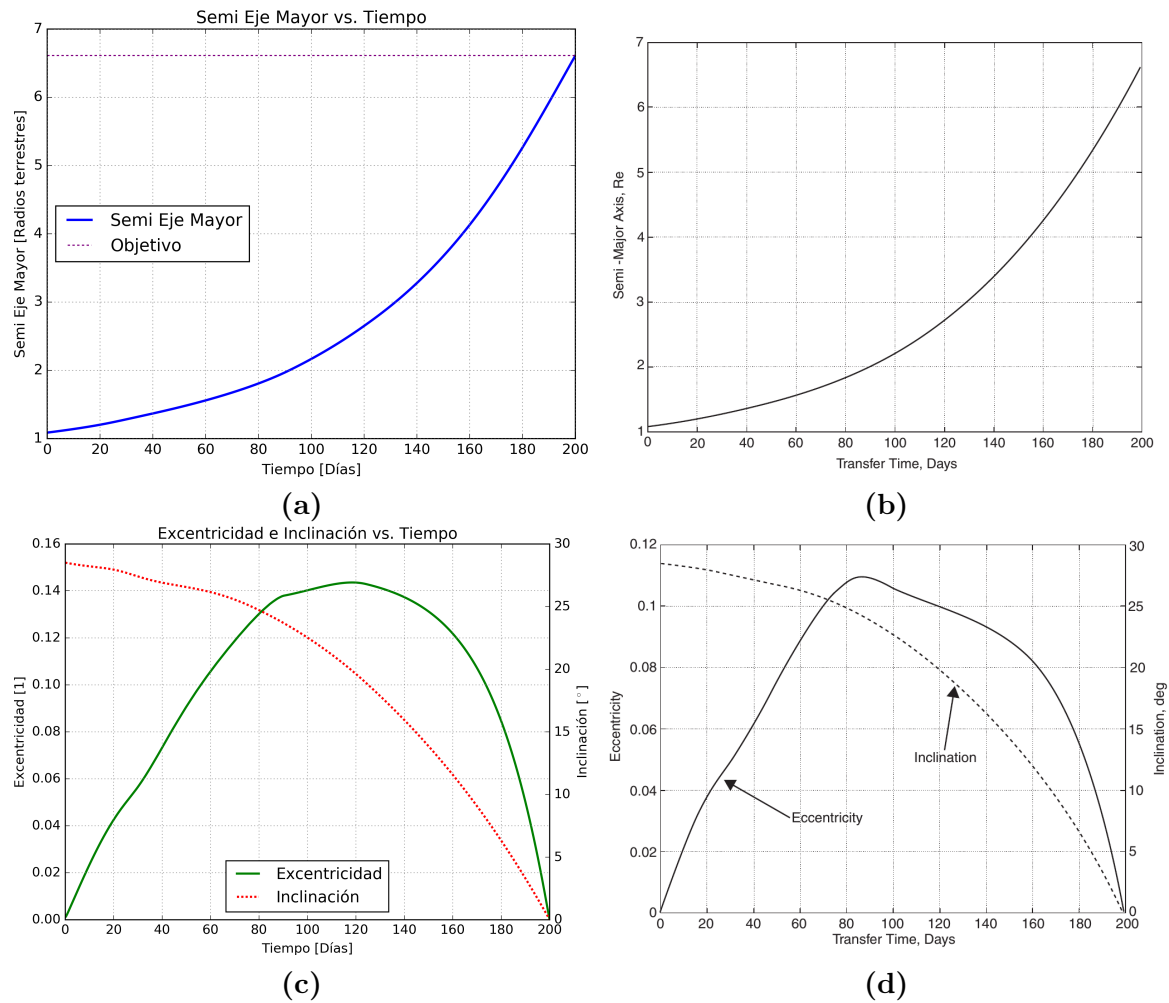 Semi Eje Mayor vs. Tiempo
7
6
5
4
3
2
1
Semi Eje Mayor [Radios terrestres]
Semi Eje Mayor
Objetivo
0 20 40 60 80 100 120 140 160 180 200
Tiempo [Días]
(a)
7
6
5
4
3
2
1
Semi -Major Axis, Re
0 20 40 60 80 100 120 140 160 180 200
Transfer Time, Days
(b)
Excentricidad e Inclinación vs. Tiempo
0.16
0.14
0.12
0.10
0.08
0.06
0.04
0.02
0.00
Excentricidad [1]
30
25
20
15
10
5
0
Inclinación [°]
Excentricidad
Inclinación
0 20 40 60 80 100 120 140 160 180 200
Tiempo [Días]
(c)
0.12
0.1
0.08
0.06
0.04
0.02
0
Eccentricity
30
25
20
15
10
5
0
Inclination, deg
Inclination
Eccentricity
0 20 40 60 80 100 120 140 160 180 200
Transfer Time, Days
(d)